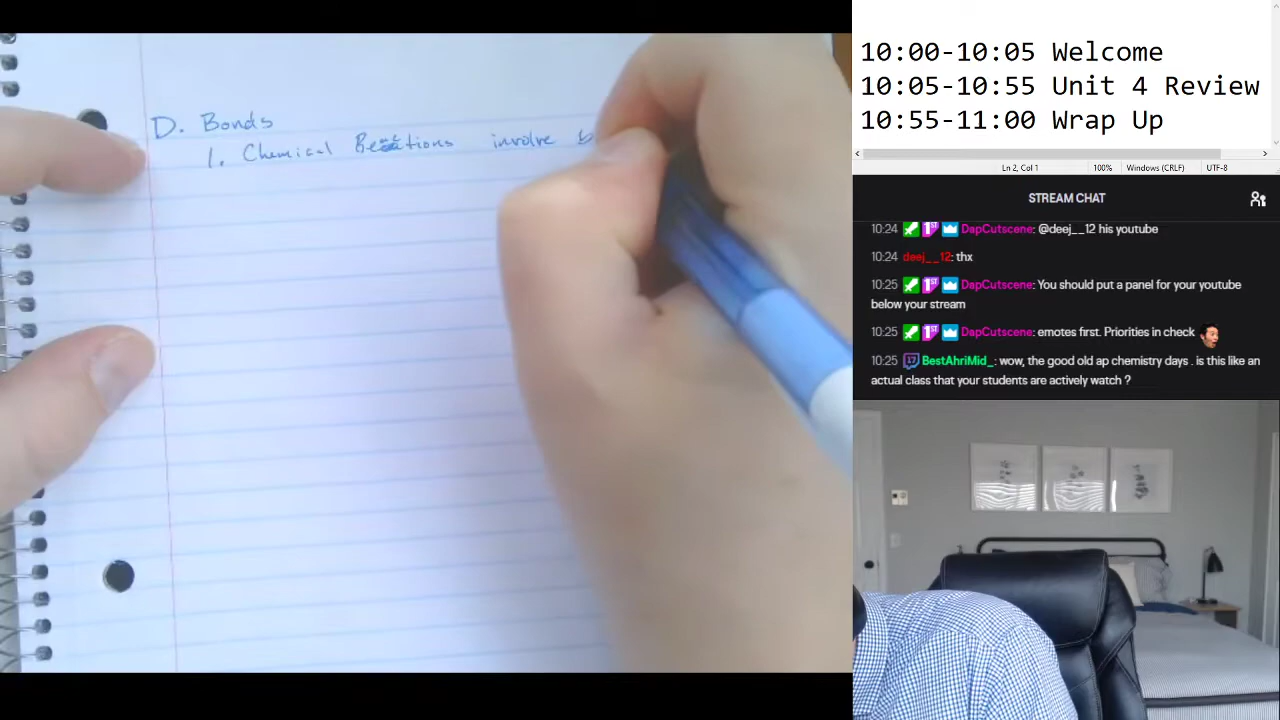 D. Bonds
1. Chemical Reactions involve b
10:00-10:05 Welcome
10:05-10:55 Unit 4 Review
10:55-11:00 Wrap Up
Ln 2, Col 1 100% Windows (CRLF) UTF-8
STREAM CHAT
10:24 DapCutscene: @deej__12 his youtube
10:24 deej__12: thx
10:25 DapCutscene: You should put a panel for your youtube
below your stream
10:25 DapCutscene: emotes first. Priorities in check
10:25 BestAhriMid_: wow, the good old ap chemistry days . is this like an
actual class that your students are actively watch ?